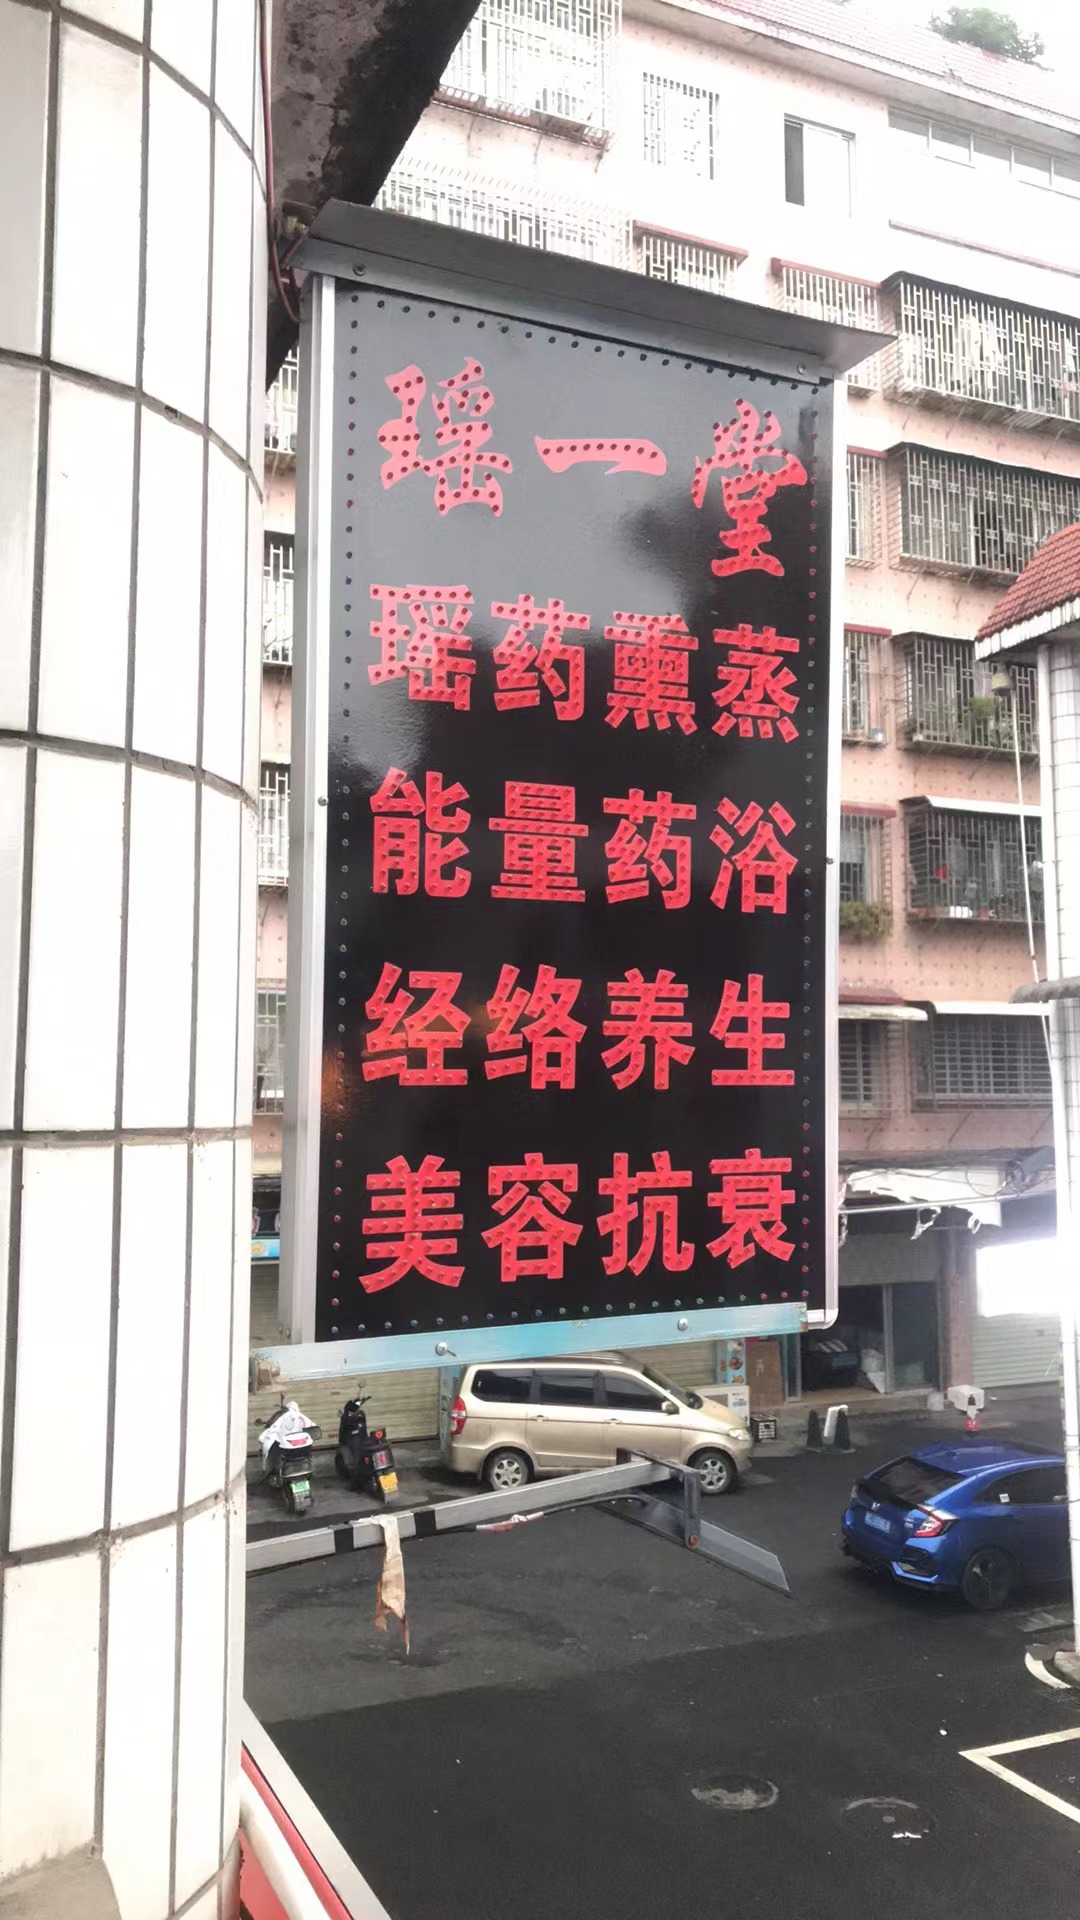 瑶一堂
瑶药熏蒸
能量药浴
经络养生
美容抗衰